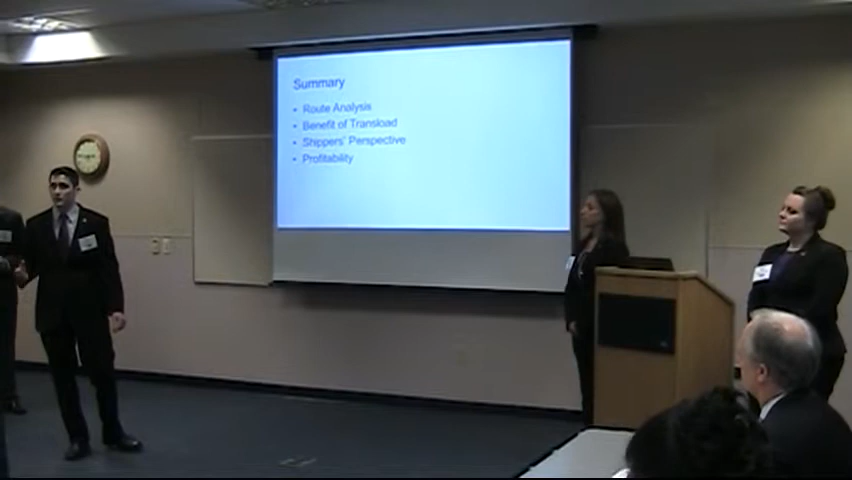 Summary
• Route Analysis
• Benefit of Transload
• Shippers' Perspective
• Profitability